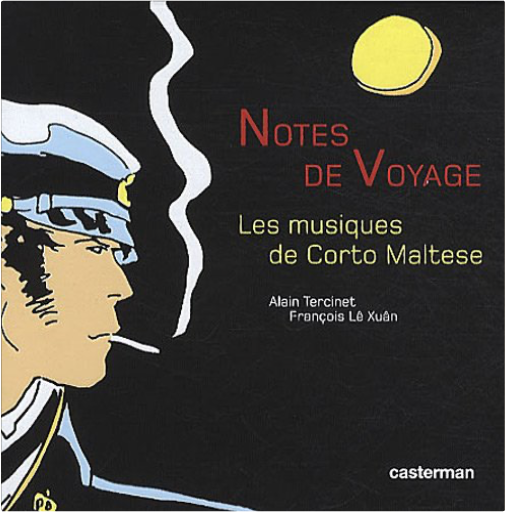 NOTES
DE VOYAGE
Les musiques
de Corto Maltese
Alain Tercinet
François Lê Xuân
casterman